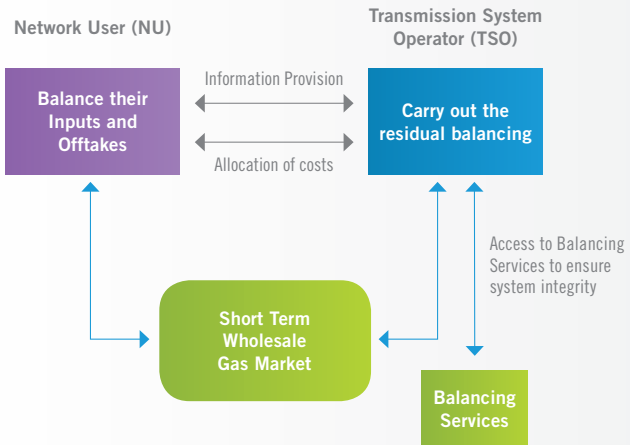 Network User (NU)
Transmission System
Operator (TSO)
Balance their
Inputs and
Offtakes
Information Provision
Allocation of costs
Carry out the
residual balancing
Access to Balancing
Services to ensure
system integrity
Short Term
Wholesale
Gas Market
Balancing
Services